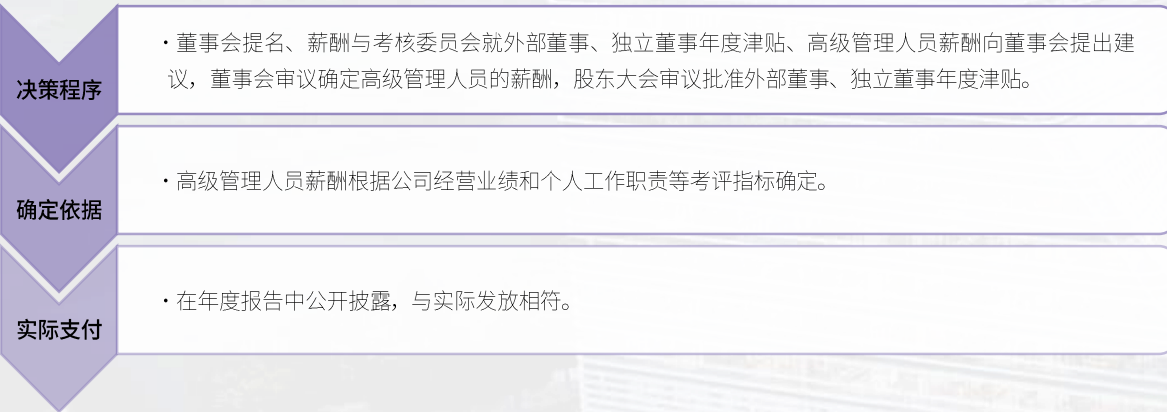 决策程序
·董事会提名、薪酬与考核委员会就外部董事、独立董事年度津贴、高级管理人员薪酬向董事会提出建
议，董事会审议确定高级管理人员的薪酬，股东大会审议批准外部董事、独立董事年度津贴。
确定依据
·高级管理人员薪酬根据公司经营业绩和个人工作职责等考评指标确定。
实际支付
·在年度报告中公开披露，与实际发放相符。